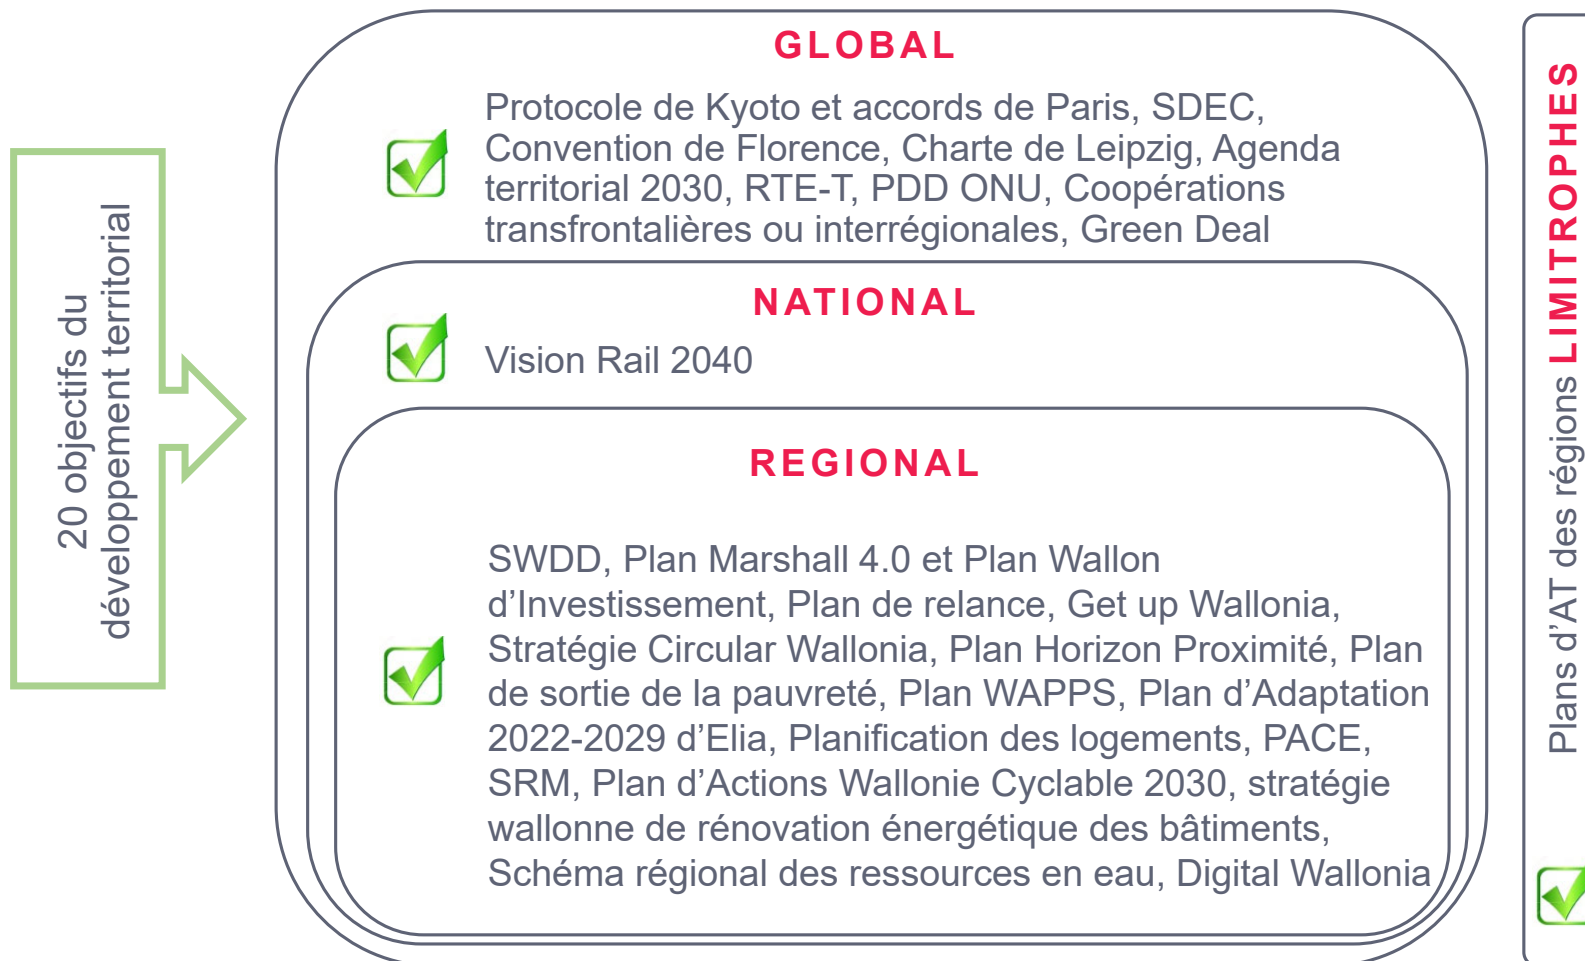 20 objectifs du
développement territorial
GLOBAL
Protocole de Kyoto et accords de Paris, SDEC,
Convention de Florence, Charte de Leipzig, Agenda
territorial 2030, RTE-T, PDD ONU, Coopérations
transfrontalières ou interrégionales, Green Deal
NATIONAL
Vision Rail 2040
REGIONAL
SWDD, Plan Marshall 4.0 et Plan Wallon
d’Investissement, Plan de relance, Get up Wallonia,
Stratégie Circular Wallonia, Plan Horizon Proximité, Plan
de sortie de la pauvreté, Plan WAPPS, Plan d’Adaptation
2022-2029 d’Elia, Planification des logements, PACE,
SRM, Plan d’Actions Wallonie Cyclable 2030, stratégie
wallonne de rénovation énergétique des bâtiments,
Schéma régional des ressources en eau, Digital Wallonia
Plans d’AT des régions LIMITROPHES